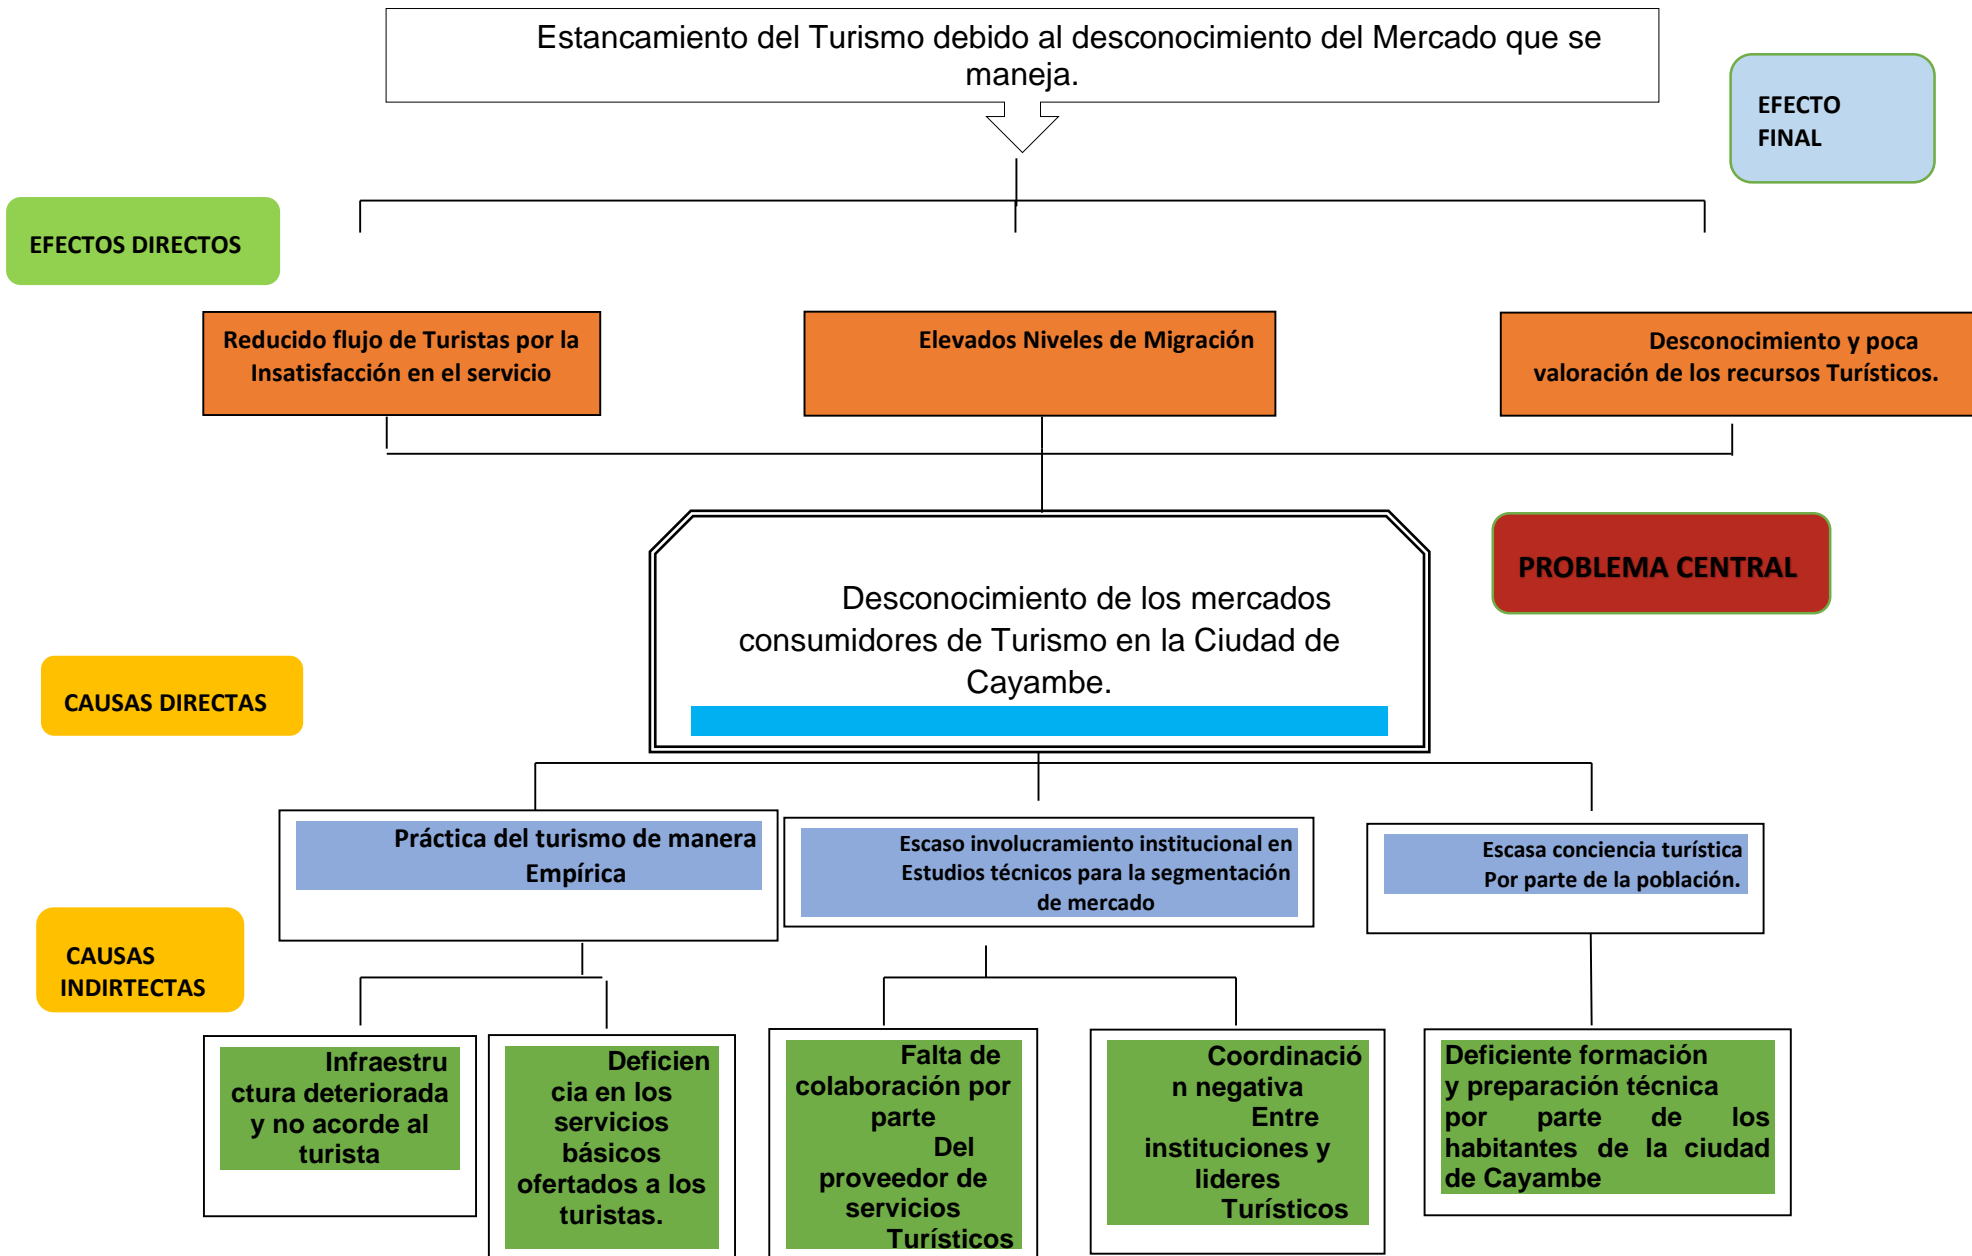 Estancamiento del Turismo debido al desconocimiento del Mercado que se
maneja.
EFECTO
FINAL
EFECTOS DIRECTOS
Reducido flujo de Turistas por la
Insatisfacción en el servicio
Elevados Niveles de Migración
Desconocimiento y poca
valoración de los recursos Turísticos.
PROBLEMA CENTRAL
Desconocimiento de los mercados
consumidores de Turismo en la Ciudad de
Cayambe.
CAUSAS DIRECTAS
Práctica del turismo de manera
Empírica
Escaso involucramiento institucional en
Estudios técnicos para la segmentación
de mercado
Escasa conciencia turística
Por parte de la población.
CAUSAS
INDIRTECTAS
Infraestru
ctura deteriorada
y no acorde al
turista
Deficien
cia en los
servicios
básicos
ofertados a los
turistas.
Falta de
colaboración por
parte
Del
proveedor de
servicios
Turísticos
Coordinació
n negativa
Entre
instituciones y
lideres
Turísticos
Deficiente formación
y preparación técnica
por parte de los
habitantes de la ciudad
de Cayambe